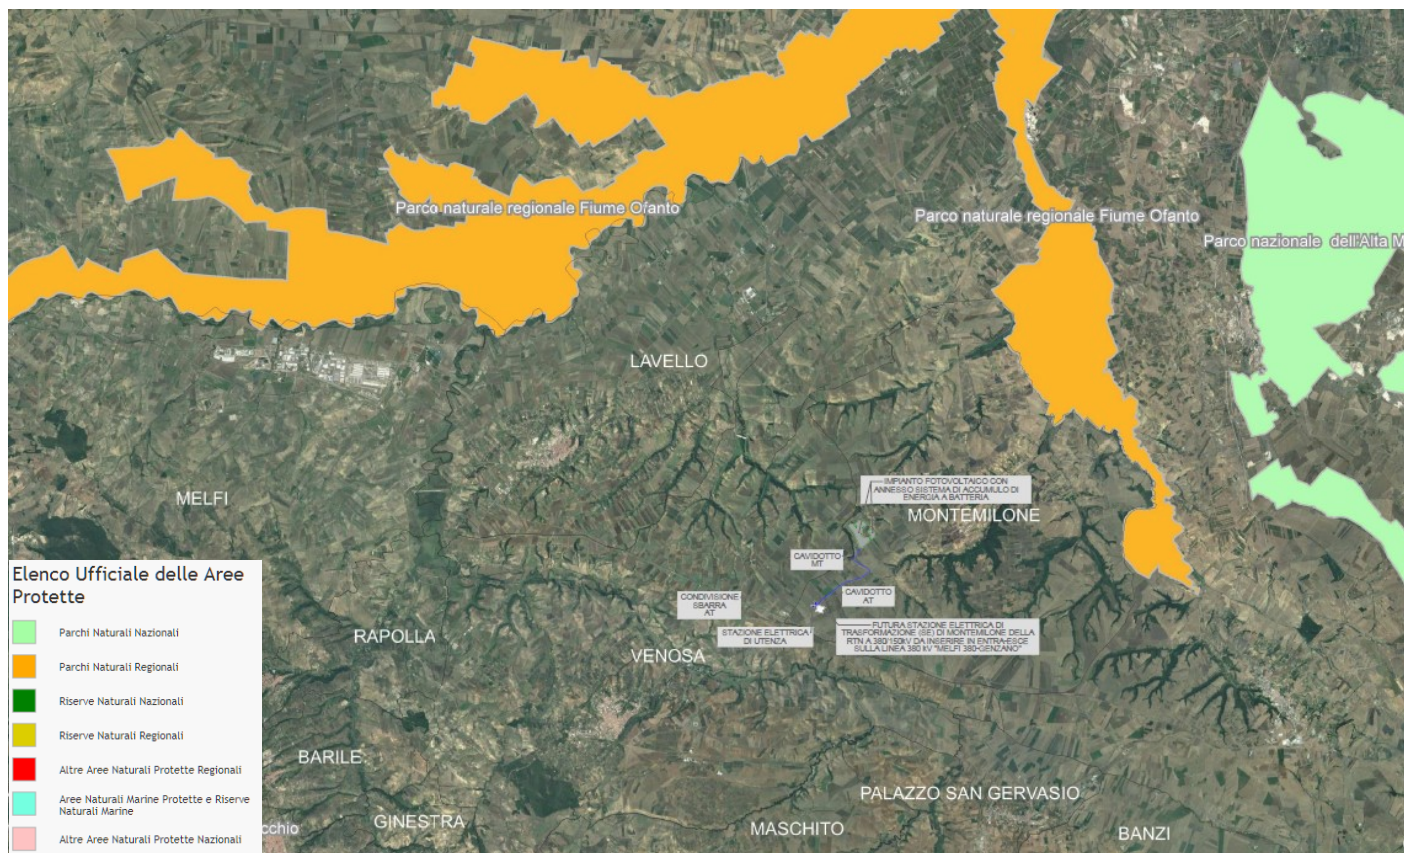 Parco naturale regionale Fiume Ofanto
Parco naturale regionale Fiume Ofanto
Parco nazionale dell'Alta M
LAVELLO
MELFI
IMPIANTO FOTOVOLTAICO CON
ANNESSO SISTEMA DI ACCUMULO DI
ENERGIA A BATTERIA
MONTEMILONE
CAVIDOTTO
MT
CAVIDOTTO
AT
CONDIVISIONE
SBARRA
AT
STAZIONE ELETTRICA
DI UTENZA
FUTURA STAZIONE ELETTRICA DI
TRASFORMAZIONE (SE) DI MONTEMILONE DELLA
RTN A 380/150kV DA INSERIRE IN ENTRA-ESCE
SULLA LINEA 380 kV "MELFI 380-GENZANO"
RAPOLLA
VENOSA
BARILE
PALAZZO SAN GERVASIO
GINESTRA
MASCHITO
BANZI
cchio
Elenco Ufficiale delle Aree
Protette
Parchi Naturali Nazionali
Parchi Naturali Regionali
Riserve Naturali Nazionali
Riserve Naturali Regionali
Altre Aree Naturali Protette Regionali
Aree Naturali Marine Protette e Riserve
Naturali Marine
Altre Aree Naturali Protette Nazionali